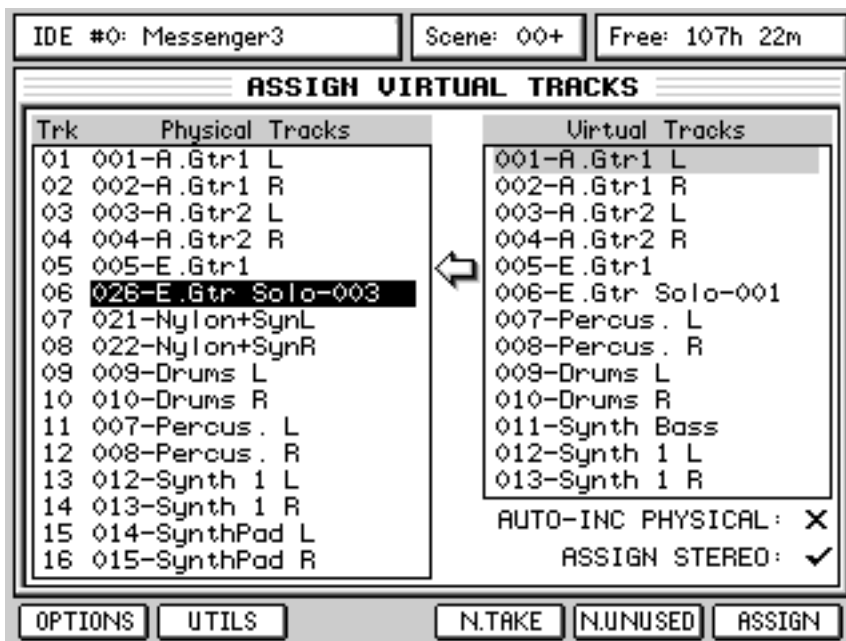 IDE #0: Messenger3
Scene: 00+
Free: 107h 22m
ASSIGN VIRTUAL TRACKS
Trk Physical Tracks
01 001-A.Gtr1 L
02 002-A.Gtr1 R
03 003-A.Gtr2 L
04 004-A.Gtr2 R
05 005-E.Gtr1
06 026-E.Gtr Solo-003
07 021-Nylon+SynL
08 022-Nylon+SynR
09 009-Drums L
10 010-Drums R
11 007-Percus. L
12 008-Percus. R
13 012-Synth 1 L
14 013-Synth 1 R
15 014-SynthPad L
16 015-SynthPad R
Virtual Tracks
001-A.Gtr1 L
002-A.Gtr1 R
003-A.Gtr2 L
004-A.Gtr2 R
005-E.Gtr1
006-E.Gtr Solo-001
007-Percus. L
008-Percus. R
009-Drums L
010-Drums R
011-Synth Bass
012-Synth 1 L
013-Synth 1 R
AUTO-INC PHYSICAL: X
ASSIGN STEREO: ✓
OPTIONS
UTILS
N.TAKE
N.UNUSED
ASSIGN